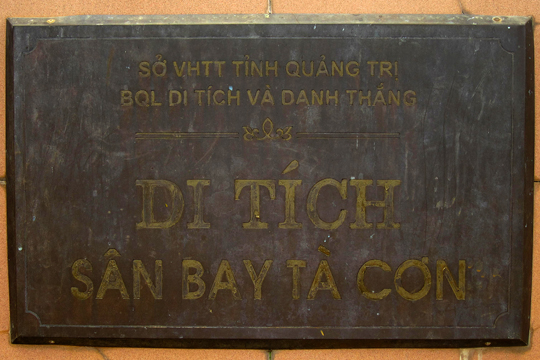 SỞ VHTT TỈNH QUẢNG TRỊ
BQL DI TÍCH VÀ DANH THẮNG
DI TÍCH
SÂN BAY TÀ CƠN